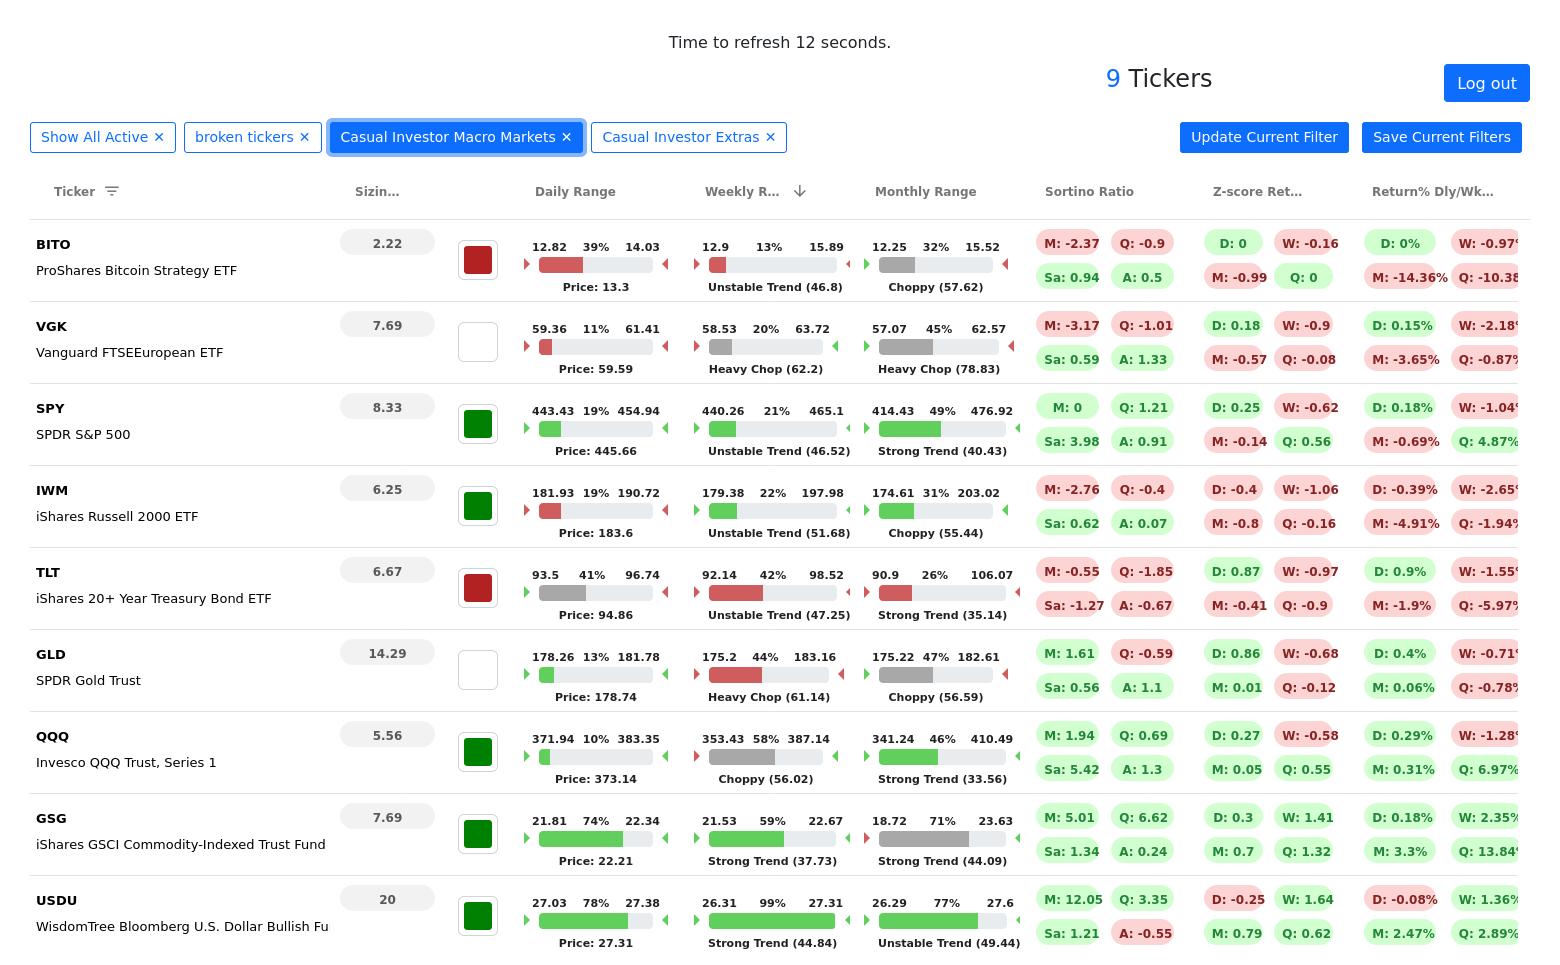 Time to refresh 12 seconds.
9 Tickers
Log out
Show All Active ✕ broken tickers ✕ Casual Investor Macro Markets ✕ Casual Investor Extras ✕ Update Current Filter Save Current Filters
Ticker Sizin... Daily Range Weekly R... Monthly Range Sortino Ratio Z-score Ret... Return% Dly/Wk...
BITO 2.22 12.82 39% 14.03 12.9 13% 15.89 12.25 32% 15.52 M: -2.37 Q: -0.9 D: 0 W: -0.16 D: 0% W: -0.97%
ProShares Bitcoin Strategy ETF Price: 13.3 Unstable Trend (46.8) Choppy (57.62) Sa: 0.94 A: 0.5 M: -0.99 Q: 0 M: -14.36% Q: -10.38
VGK 7.69 59.36 11% 61.41 58.53 20% 63.72 57.07 45% 62.57 M: -3.17 Q: -1.01 D: 0.18 W: -0.9 D: 0.15% W: -2.18%
Vanguard FTSEEuropean ETF Price: 59.59 Heavy Chop (62.2) Heavy Chop (78.83) Sa: 0.59 A: 1.33 M: -0.57 Q: -0.08 M: -3.65% Q: -0.87%
SPY 8.33 443.43 19% 454.94 440.26 21% 465.1 414.43 49% 476.92 M: 0 Q: 1.21 D: 0.25 W: -0.62 D: 0.18% W: -1.04%
SPDR S&P 500 Price: 445.66 Unstable Trend (46.52) Strong Trend (40.43) Sa: 3.98 A: 0.91 M: -0.14 Q: 0.56 M: -0.69% Q: 4.87%
IWM 6.25 181.93 19% 190.72 179.38 22% 197.98 174.61 31% 203.02 M: -2.76 Q: -0.4 D: -0.4 W: -1.06 D: -0.39% W: -2.65%
iShares Russell 2000 ETF Price: 183.6 Unstable Trend (51.68) Choppy (55.44) Sa: 0.62 A: 0.07 M: -0.8 Q: -0.16 M: -4.91% Q: -1.94%
TLT 6.67 93.5 41% 96.74 92.14 42% 98.52 90.9 26% 106.07 M: -0.55 Q: -1.85 D: 0.87 W: -0.97 D: 0.9% W: -1.55%
iShares 20+ Year Treasury Bond ETF Price: 94.86 Unstable Trend (47.25) Strong Trend (35.14) Sa: -1.27 A: -0.67 M: -0.41 Q: -0.9 M: -1.9% Q: -5.97%
GLD 14.29 178.26 13% 181.78 175.2 44% 183.16 175.22 47% 182.61 M: 1.61 Q: -0.59 D: 0.86 W: -0.68 D: 0.4% W: -0.71%
SPDR Gold Trust Price: 178.74 Heavy Chop (61.14) Choppy (56.59) Sa: 0.56 A: 1.1 M: 0.01 Q: -0.12 M: 0.06% Q: -0.78%
QQQ 5.56 371.94 10% 383.35 353.43 58% 387.14 341.24 46% 410.49 M: 1.94 Q: 0.69 D: 0.27 W: -0.58 D: 0.29% W: -1.28%
Invesco QQQ Trust, Series 1 Price: 373.14 Choppy (56.02) Strong Trend (33.56) Sa: 5.42 A: 1.3 M: 0.05 Q: 0.55 M: 0.31% Q: 6.97%
GSG 7.69 21.81 74% 22.34 21.53 59% 22.67 18.72 71% 23.63 M: 5.01 Q: 6.62 D: 0.3 W: 1.41 D: 0.18% W: 2.35%
iShares GSCI Commodity-Indexed Trust Fund Price: 22.21 Strong Trend (37.73) Strong Trend (44.09) Sa: 1.34 A: 0.24 M: 0.7 Q: 1.32 M: 3.3% Q: 13.84%
USDU 20 27.03 78% 27.38 26.31 99% 27.31 26.29 77% 27.6 M: 12.05 Q: 3.35 D: -0.25 W: 1.64 D: -0.08% W: 1.36%
WisdomTree Bloomberg U.S. Dollar Bullish Fu Price: 27.31 Strong Trend (44.84) Unstable Trend (49.44) Sa: 1.21 A: -0.55 M: 0.79 Q: 0.62 M: 2.47% Q: 2.89%